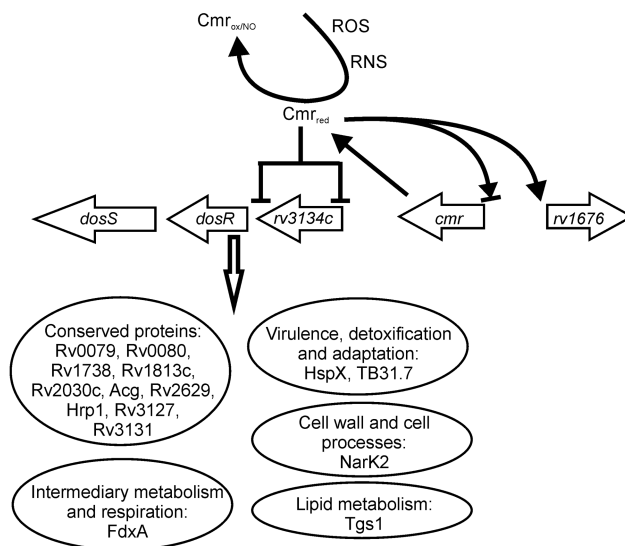 Cmrox/NO
ROS
RNS
Cmrred
dosS
dosR
rv3134c
cmr
rv1676
Conserved proteins:
Rv0079, Rv0080,
Rv1738, Rv1813c,
Rv2030c, Acg, Rv2629,
Hrp1, Rv3127,
Rv3131
Virulence, detoxification
and adaptation:
HspX, TB31.7
Cell wall and cell
processes:
NarK2
Intermediary metabolism
and respiration:
FdxA
Lipid metabolism:
Tgs1